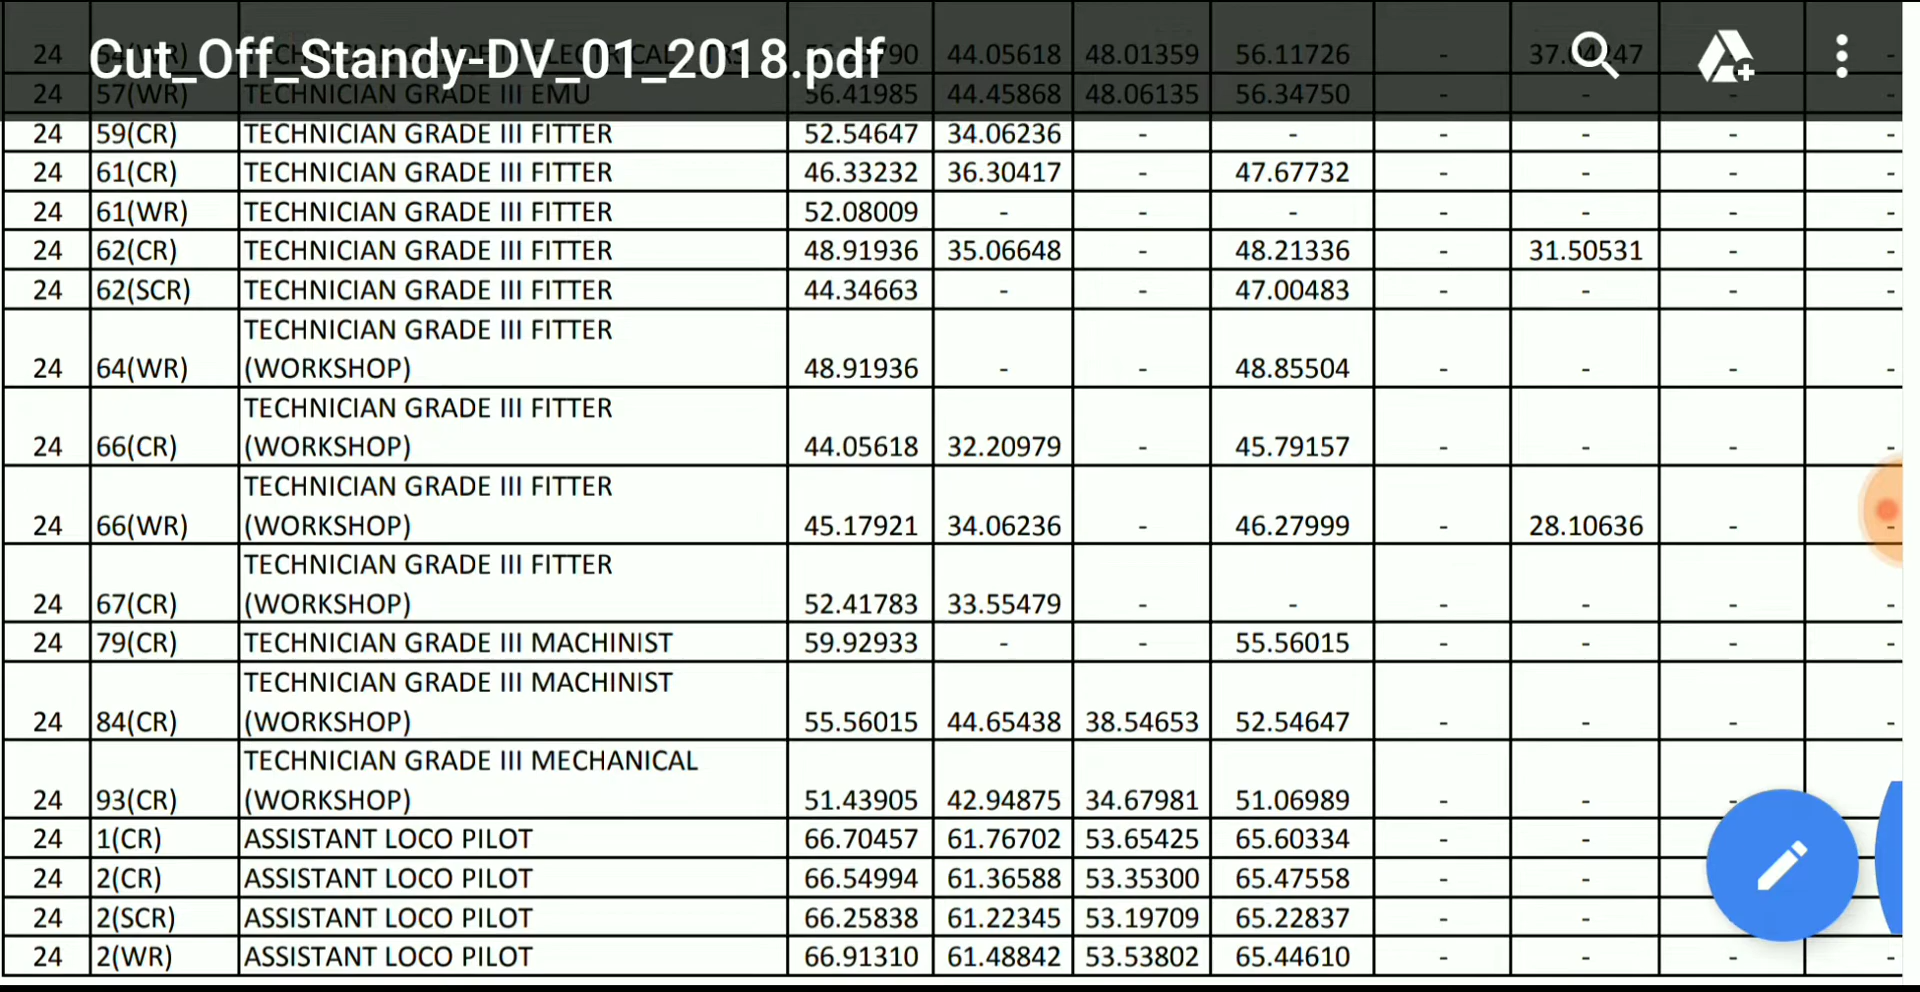 Cut_Off_Standy-DV_01_2018.pdf
24 44.05618 48.01359 56.11726 - - -
24 57(WR) TECHNICIAN GRADE III EMU 56.41985 44.45868 48.06135 56.34750 - - - -
24 59(CR) TECHNICIAN GRADE III FITTER 52.54647 34.06236 - - - - - -
24 61(CR) TECHNICIAN GRADE III FITTER 46.33232 36.30417 - 47.67732 - - - -
24 61(WR) TECHNICIAN GRADE III FITTER 52.08009 - - - - - - -
24 62(CR) TECHNICIAN GRADE III FITTER 48.91936 35.06648 - 48.21336 - 31.50531 - -
24 62(SCR) TECHNICIAN GRADE III FITTER 44.34663 - - 47.00483 - - - -
TECHNICIAN GRADE III FITTER
24 64(WR) (WORKSHOP) 48.91936 - - 48.85504 - - - -
TECHNICIAN GRADE III FITTER
24 66(CR) (WORKSHOP) 44.05618 32.20979 - 45.79157 - - - -
TECHNICIAN GRADE III FITTER
24 66(WR) (WORKSHOP) 45.17921 34.06236 - 46.27999 - 28.10636 - -
TECHNICIAN GRADE III FITTER
24 67(CR) (WORKSHOP) 52.41783 33.55479 - - - - - -
24 79(CR) TECHNICIAN GRADE III MACHINIST 59.92933 - - 55.56015 - - - -
TECHNICIAN GRADE III MACHINIST
24 84(CR) (WORKSHOP) 55.56015 44.65438 38.54653 52.54647 - - - -
TECHNICIAN GRADE III MECHANICAL
24 93(CR) (WORKSHOP) 51.43905 42.94875 34.67981 51.06989 - - - -
24 1(CR) ASSISTANT LOCO PILOT 66.70457 61.76702 53.65425 65.60334 - - -
24 2(CR) ASSISTANT LOCO PILOT 66.54994 61.36588 53.35300 65.47558 - - -
24 2(SCR) ASSISTANT LOCO PILOT 66.25838 61.22345 53.19709 65.22837 - - -
24 2(WR) ASSISTANT LOCO PILOT 66.91310 61.48842 53.53802 65.44610 - - - -